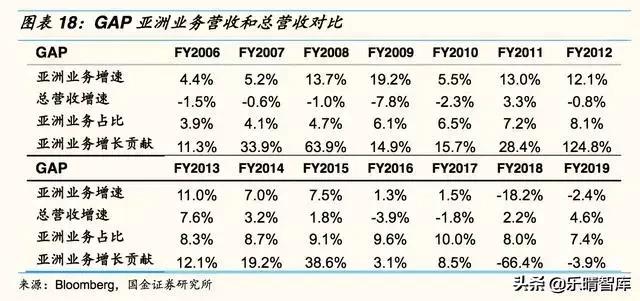 图表 18：GAP 亚洲业务营收和总营收对比
GAP FY2006 FY2007 FY2008 FY2009 FY2010 FY2011 FY2012
亚洲业务增速 4.4% 5.2% 13.7% 19.2% 5.5% 13.0% 12.1%
总营收增速 -1.5% -0.6% -1.0% -7.8% -2.3% 3.3% -0.8%
亚洲业务占比 3.9% 4.1% 4.7% 6.1% 6.5% 7.2% 8.1%
亚洲业务增长贡献 11.3% 33.9% 63.9% 14.9% 15.7% 28.4% 124.8%
GAP FY2013 FY2014 FY2015 FY2016 FY2017 FY2018 FY2019
亚洲业务增速 11.0% 7.0% 7.5% 1.3% 1.5% -18.2% -2.4%
总营收增速 7.6% 3.2% 1.8% -3.9% -1.8% 2.2% 4.6%
亚洲业务占比 8.3% 8.7% 9.1% 9.6% 10.0% 8.0% 7.4%
亚洲业务增长贡献 12.1% 19.2% 38.6% 3.1% 8.5% -66.4% -3.9%
来源：Bloomberg，国金证券研究所
头条 @乐晴智库